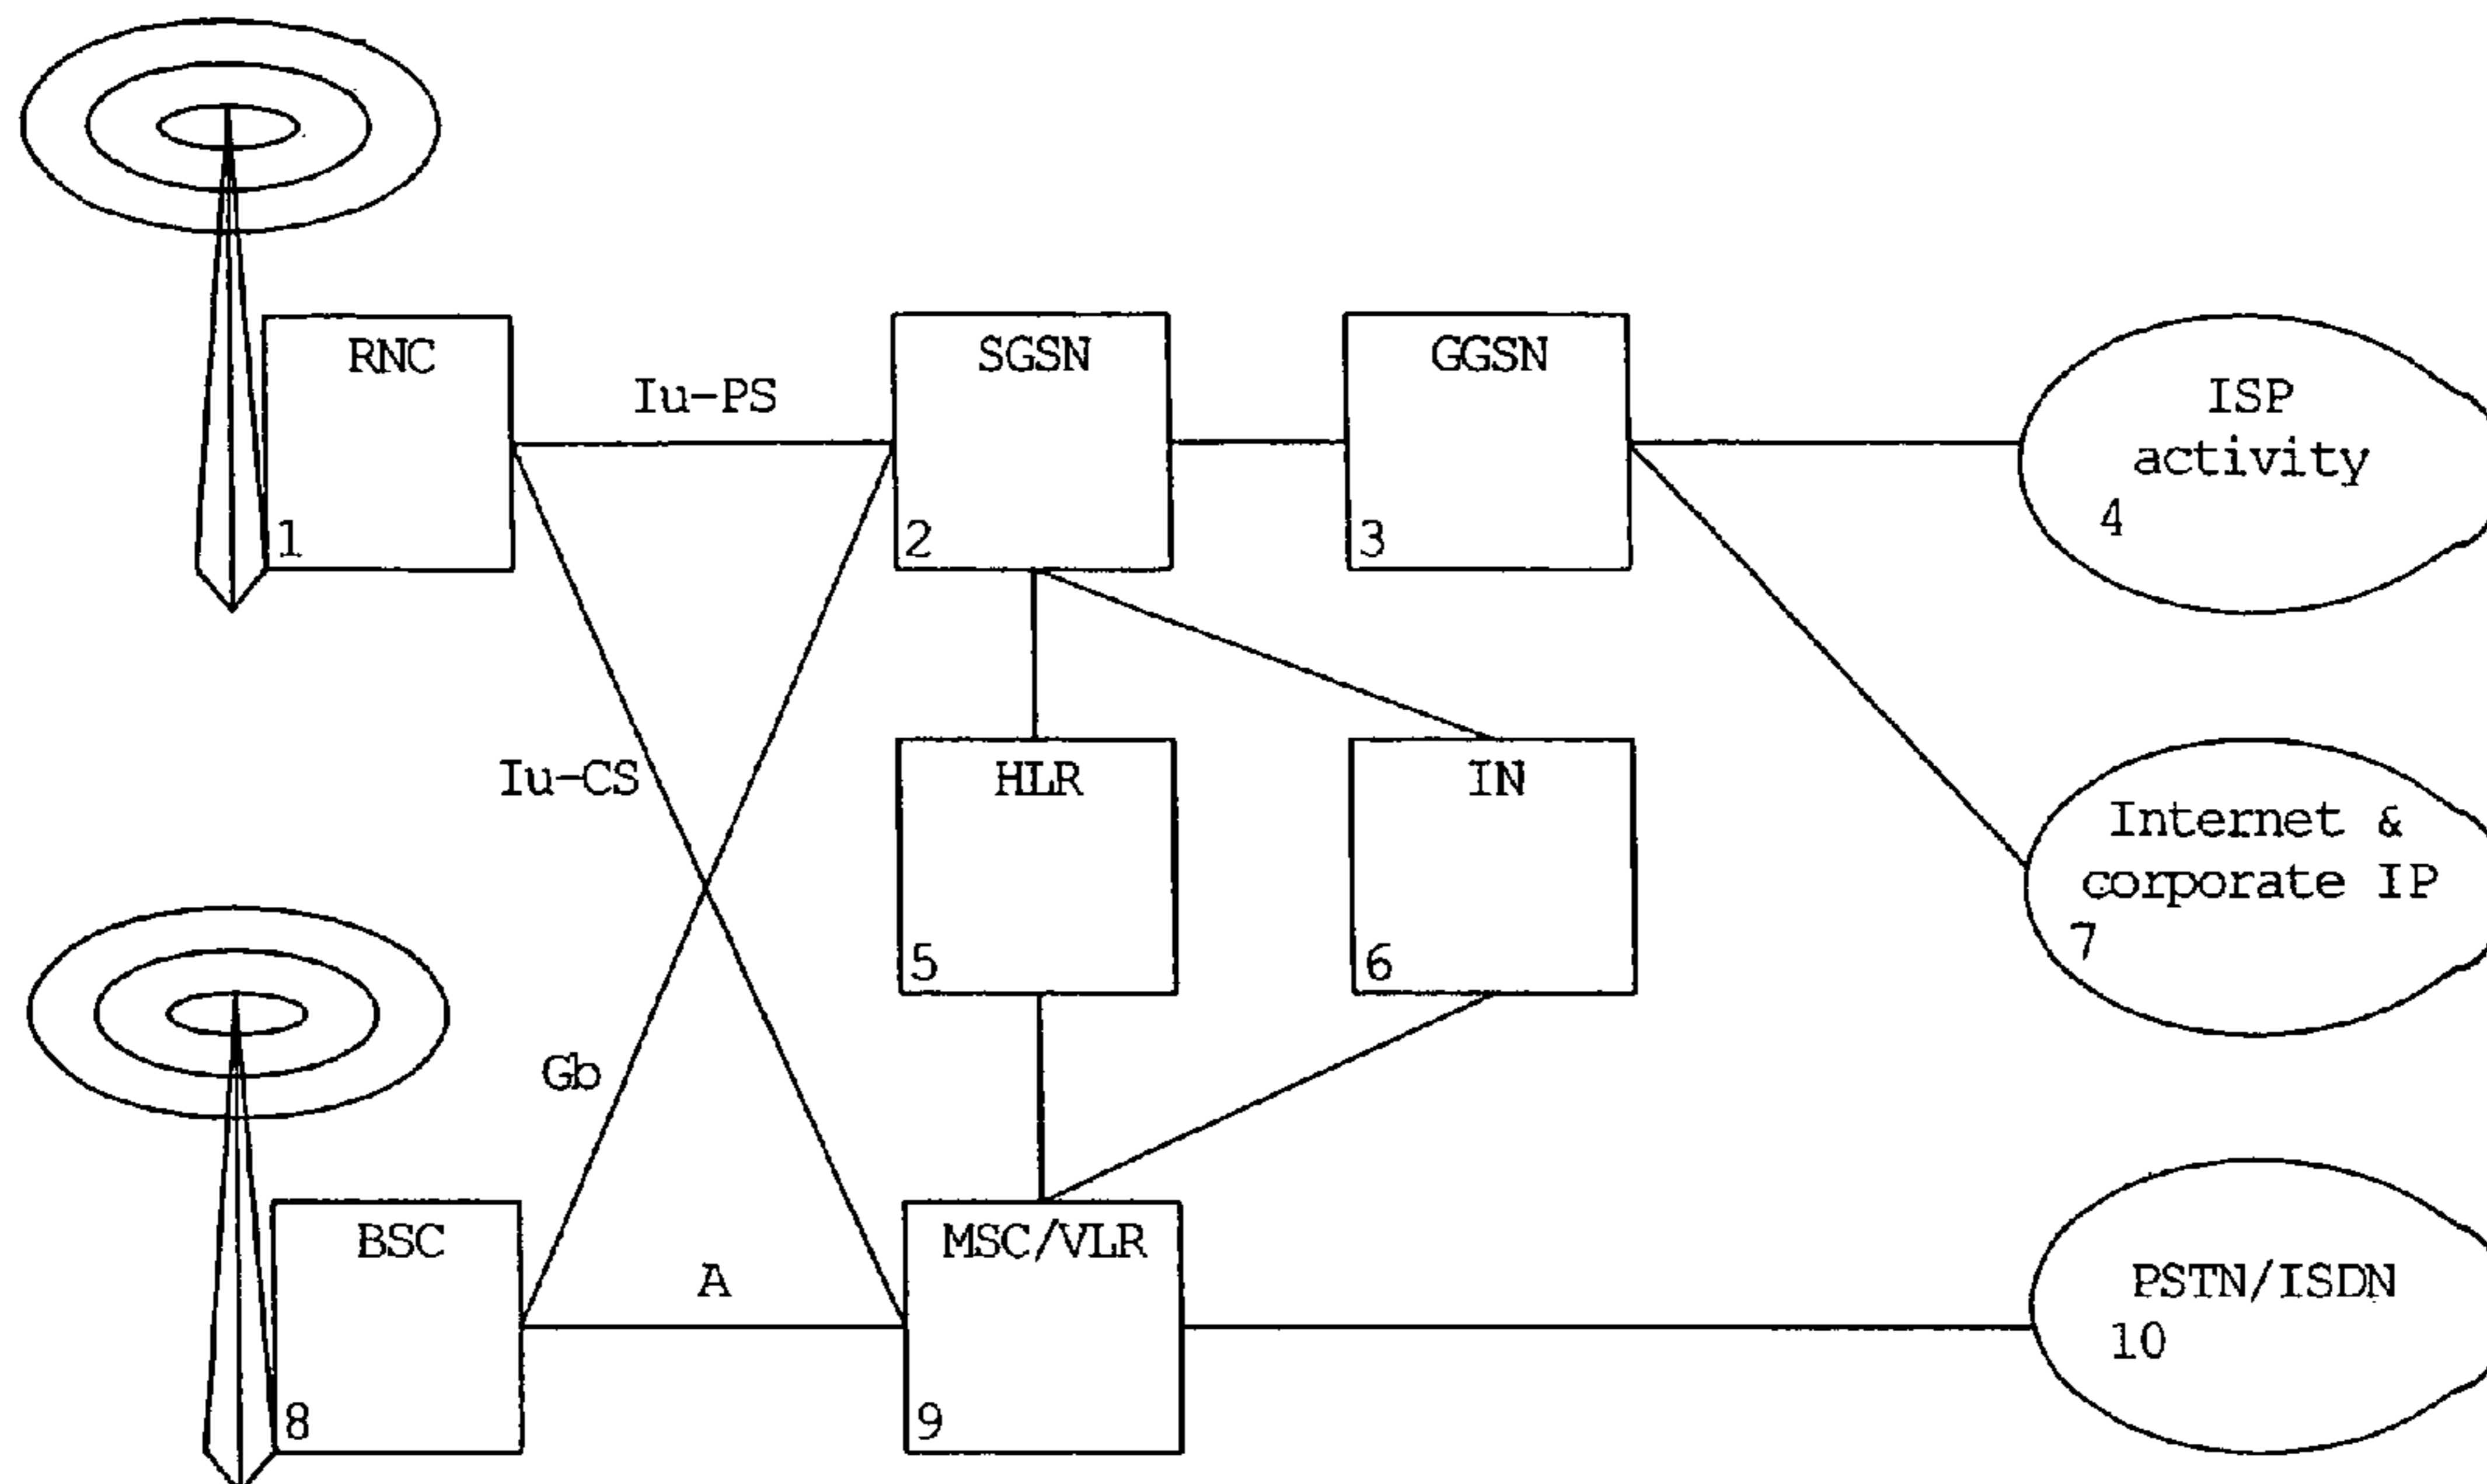 RNC
SGSN
GGSN
Iu-PS
ISP
activity
4
1
2
3
Iu-CS
HLR
IN
Internet &
corporate IP
7
5
6
Gb
BSC
A
MSC/VLR
PSTN/ISDN
10
8
9